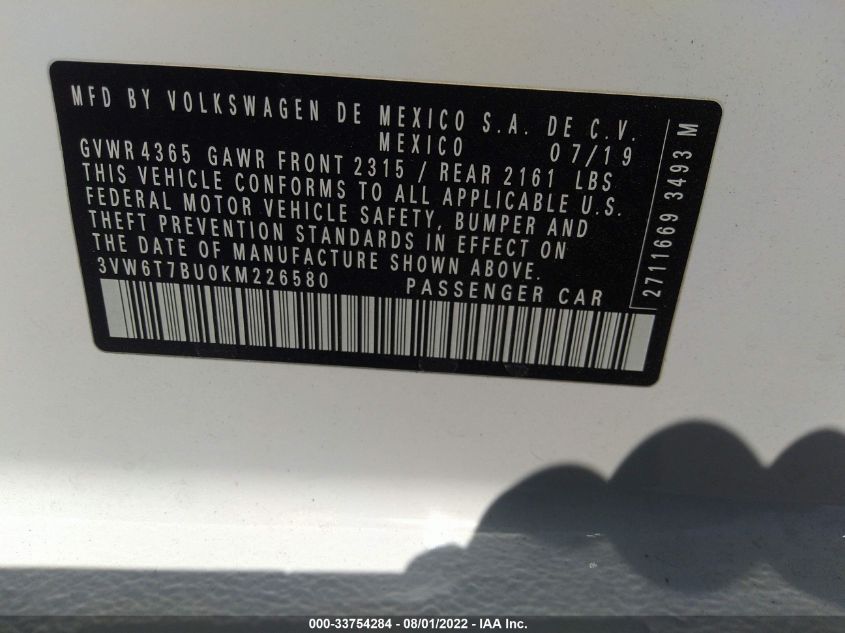 MFD BY VOLKSWAGEN DE MEXICO S.A. DE C.V.
MEXICO 07/19
GVWR 4365 GAWR FRONT 2315 / REAR 2161 LBS
THIS VEHICLE CONFORMS TO ALL APPLICABLE U.S.
FEDERAL MOTOR VEHICLE SAFETY, BUMPER AND
THEFT PREVENTION STANDARDS IN EFFECT ON
THE DATE OF MANUFACTURE SHOWN ABOVE.
3VW6T7BU0KM226580 PASSENGER CAR
2711669 3493 M
000-33754284 - 08/01/2022 - IAA Inc.